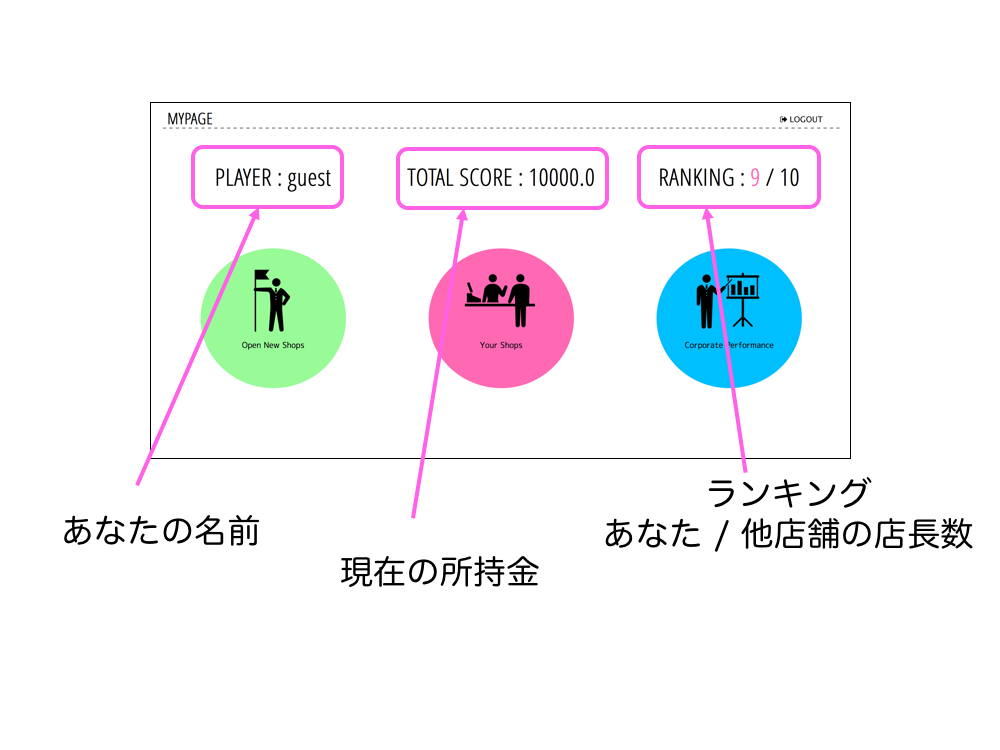 MYPAGE
LOGOUT
PLAYER : guest
TOTAL SCORE : 10000.0
RANKING : 9 / 10
Open New Shops
Your Shops
Corporate Performance
あなたの名前
現在の所持金
ランキング
あなた / 他店舗の店長数